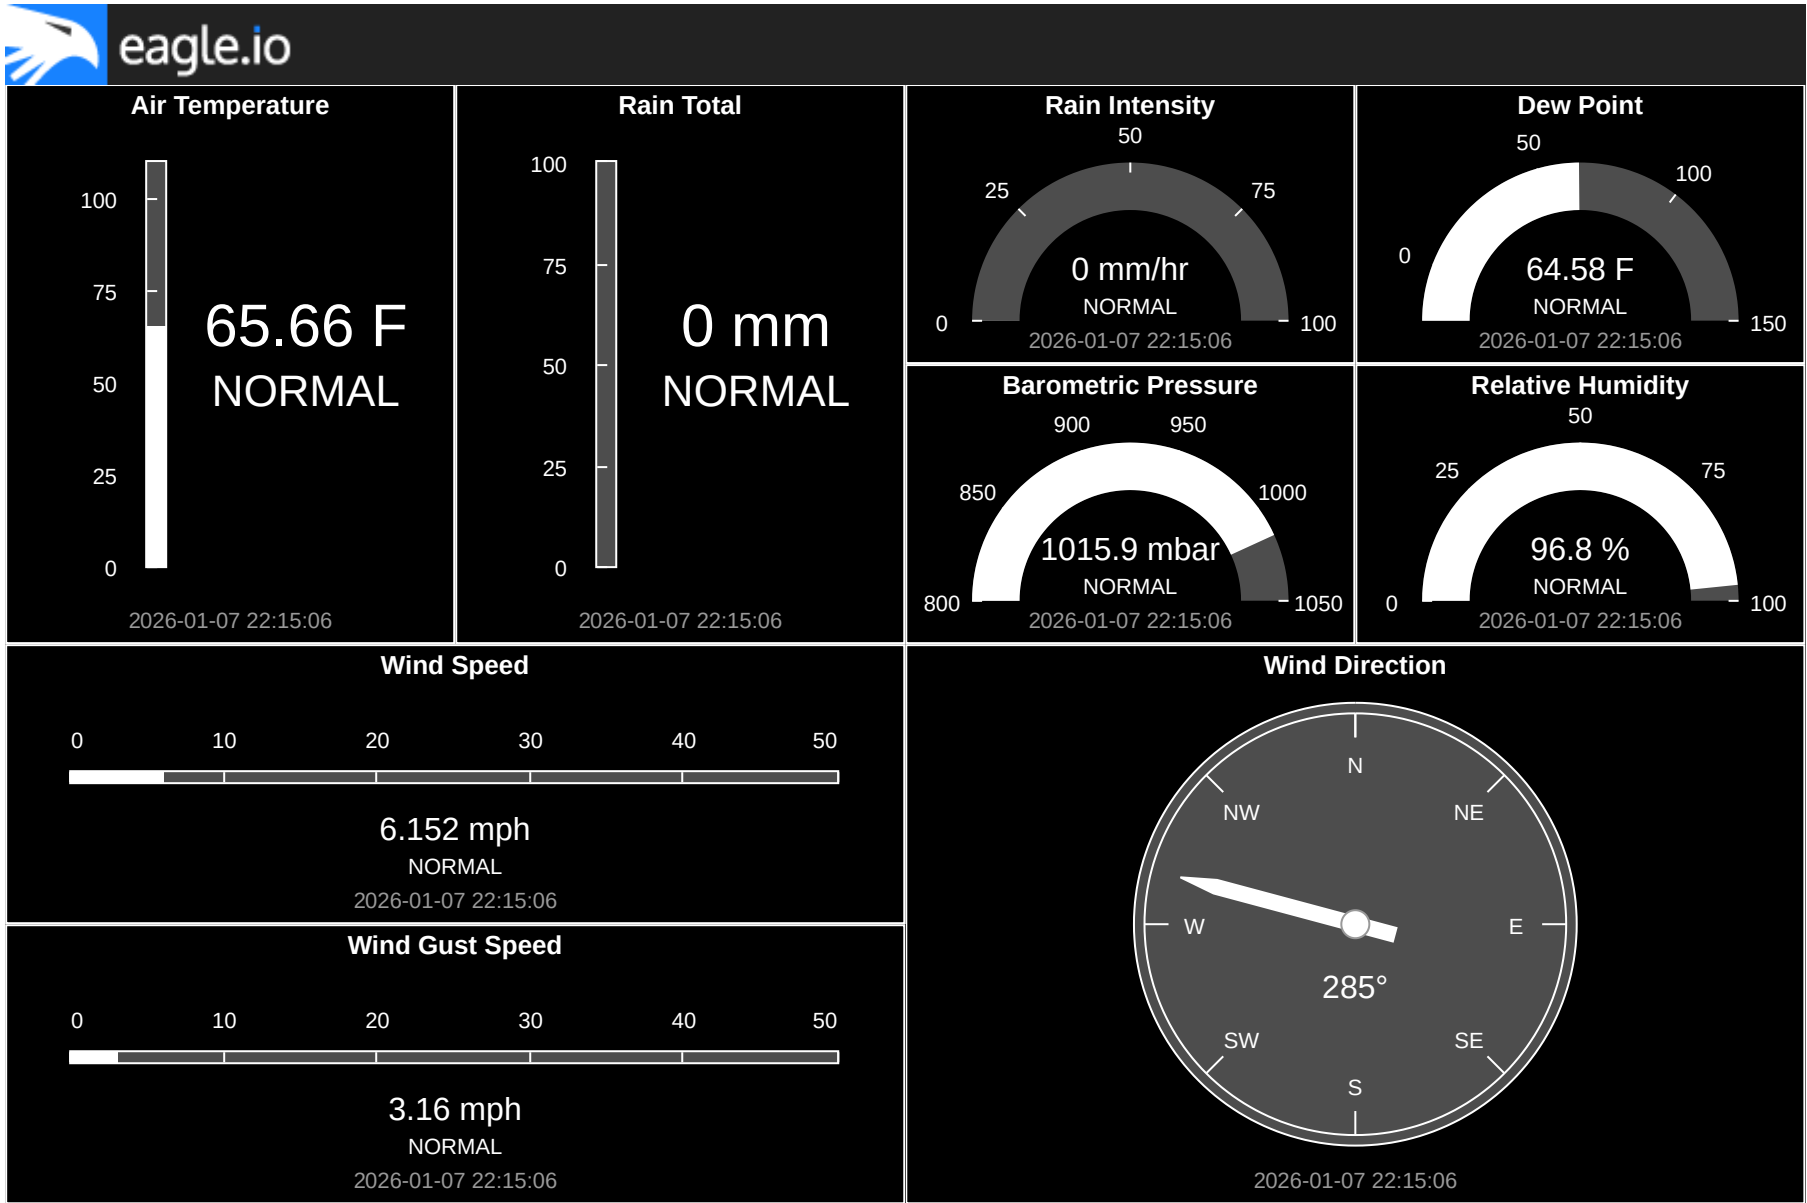 eagle.io
Air Temperature
100
75
50
25
0
65.66 F
NORMAL
2026-01-07 22:15:06
Rain Total
100
75
50
25
0
0 mm
NORMAL
2026-01-07 22:15:06
Rain Intensity
0
25
50
75
100
0 mm/hr
NORMAL
2026-01-07 22:15:06
Dew Point
0
50
100
150
64.58 F
NORMAL
2026-01-07 22:15:06
Barometric Pressure
800
850
900
950
1000
1050
1015.9 mbar
NORMAL
2026-01-07 22:15:06
Relative Humidity
0
25
50
75
100
96.8 %
NORMAL
2026-01-07 22:15:06
Wind Speed
0 10 20 30 40 50
6.152 mph
NORMAL
2026-01-07 22:15:06
Wind Gust Speed
0 10 20 30 40 50
3.16 mph
NORMAL
2026-01-07 22:15:06
Wind Direction
N
NW NE
W E
285°
SW SE
S
2026-01-07 22:15:06